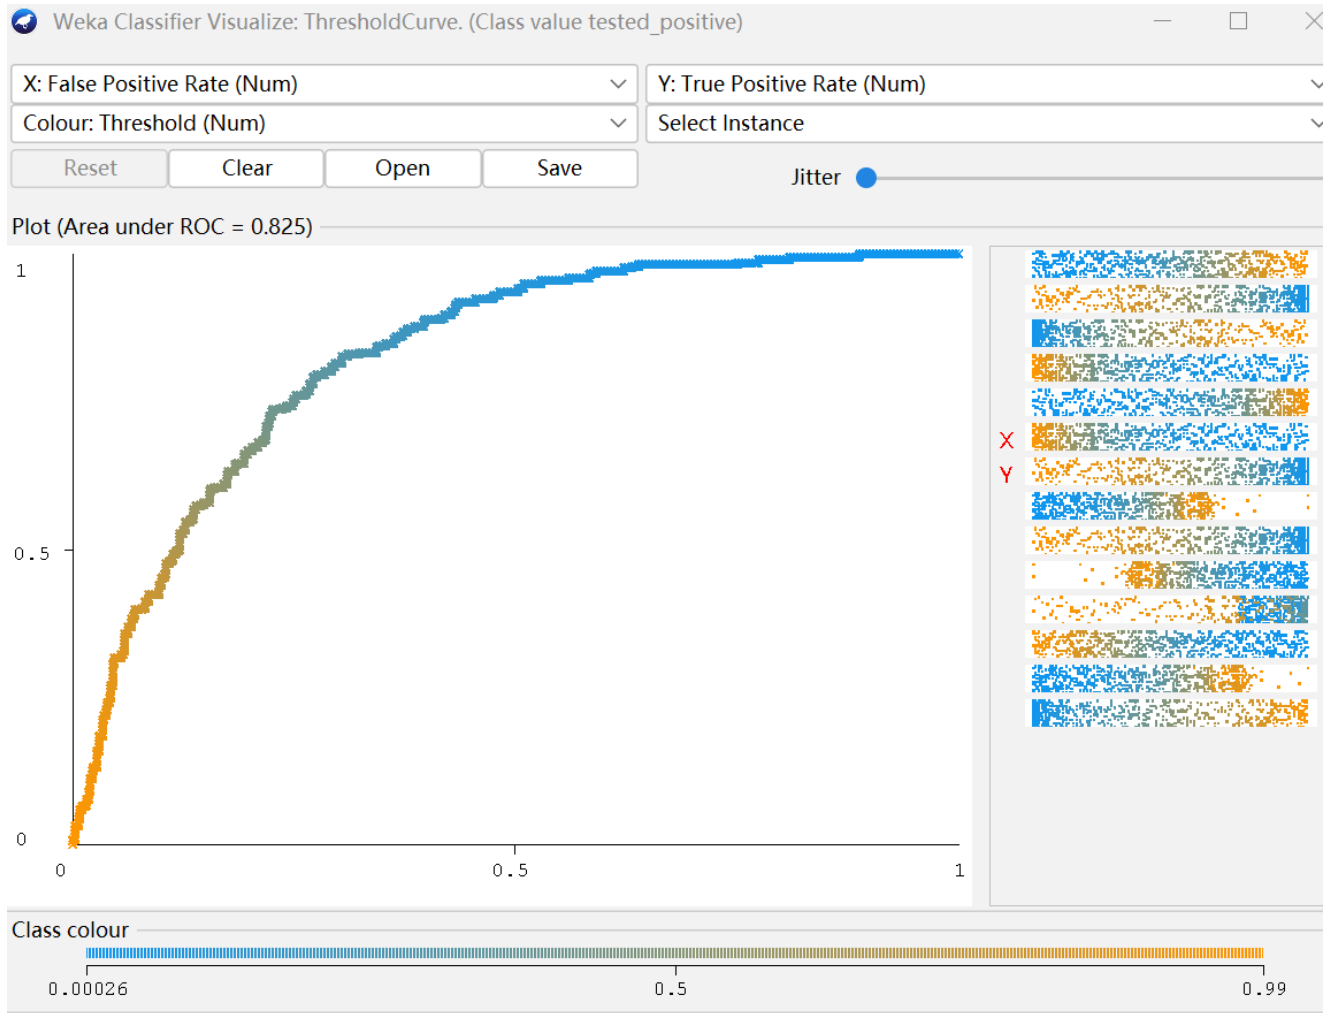 Weka Classifier Visualize: ThresholdCurve. (Class value tested_positive)
X: False Positive Rate (Num)
Y: True Positive Rate (Num)
Colour: Threshold (Num)
Select Instance
Reset
Clear
Open
Save
Jitter
Plot (Area under ROC = 0.825)
1
0.5
0
0
0.5
1
X
Y
Class colour
0.00026
0.5
0.99